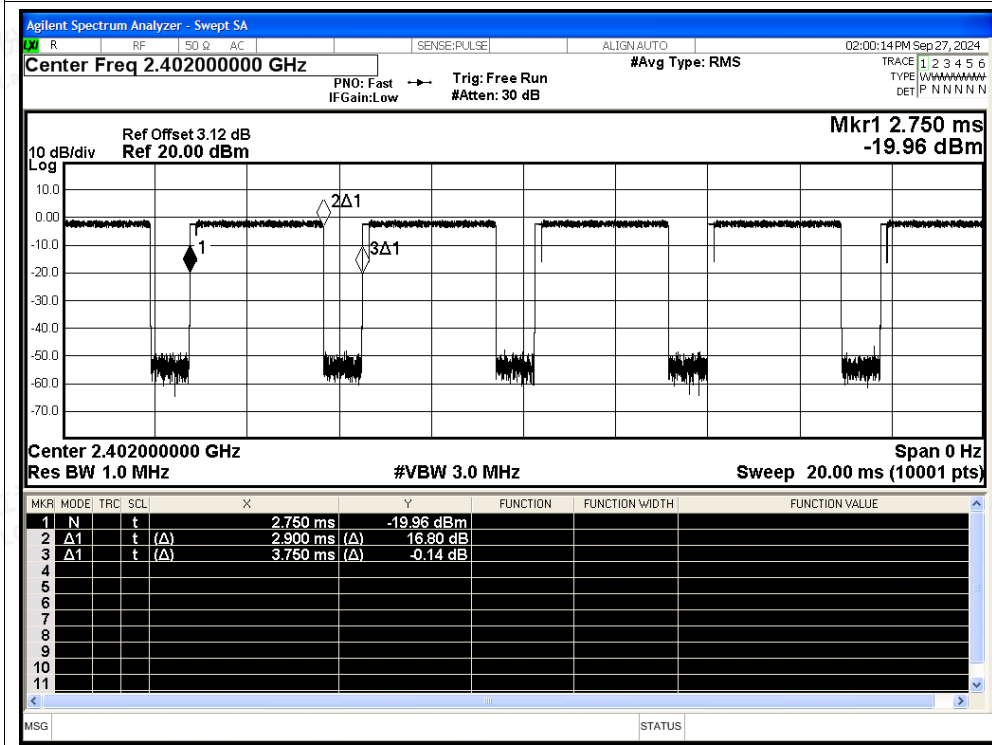 Agilent Spectrum Analyzer - Swept SA
LXI R RF 50 Ω AC SENSE:PULSE ALIGN AUTO 02:00:14 PM Sep 27, 2024
Center Freq 2.402000000 GHz #Avg Type: RMS TRACE 1 2 3 4 5 6
PNO: Fast Trig: Free Run TYPE WWWWWW
IFGain:Low #Atten: 30 dB DET P N N N N N
Mkr1 2.750 ms
-19.96 dBm
Ref Offset 3.12 dB
10 dB/div Ref 20.00 dBm
Log
10.0
0.00
-10.0
-20.0
-30.0
-40.0
-50.0
-60.0
-70.0
2Δ1
1
3Δ1
Center 2.402000000 GHz Span 0 Hz
Res BW 1.0 MHz #VBW 3.0 MHz Sweep 20.00 ms (10001 pts)
MKR MODE TRC SCL X Y FUNCTION FUNCTION WIDTH FUNCTION VALUE
1 N t 2.750 ms -19.96 dBm
2 Δ1 t (Δ) 2.900 ms (Δ) 16.80 dB
3 Δ1 t (Δ) 3.750 ms (Δ) -0.14 dB
4
5
6
7
8
9
10
11
MSG STATUS